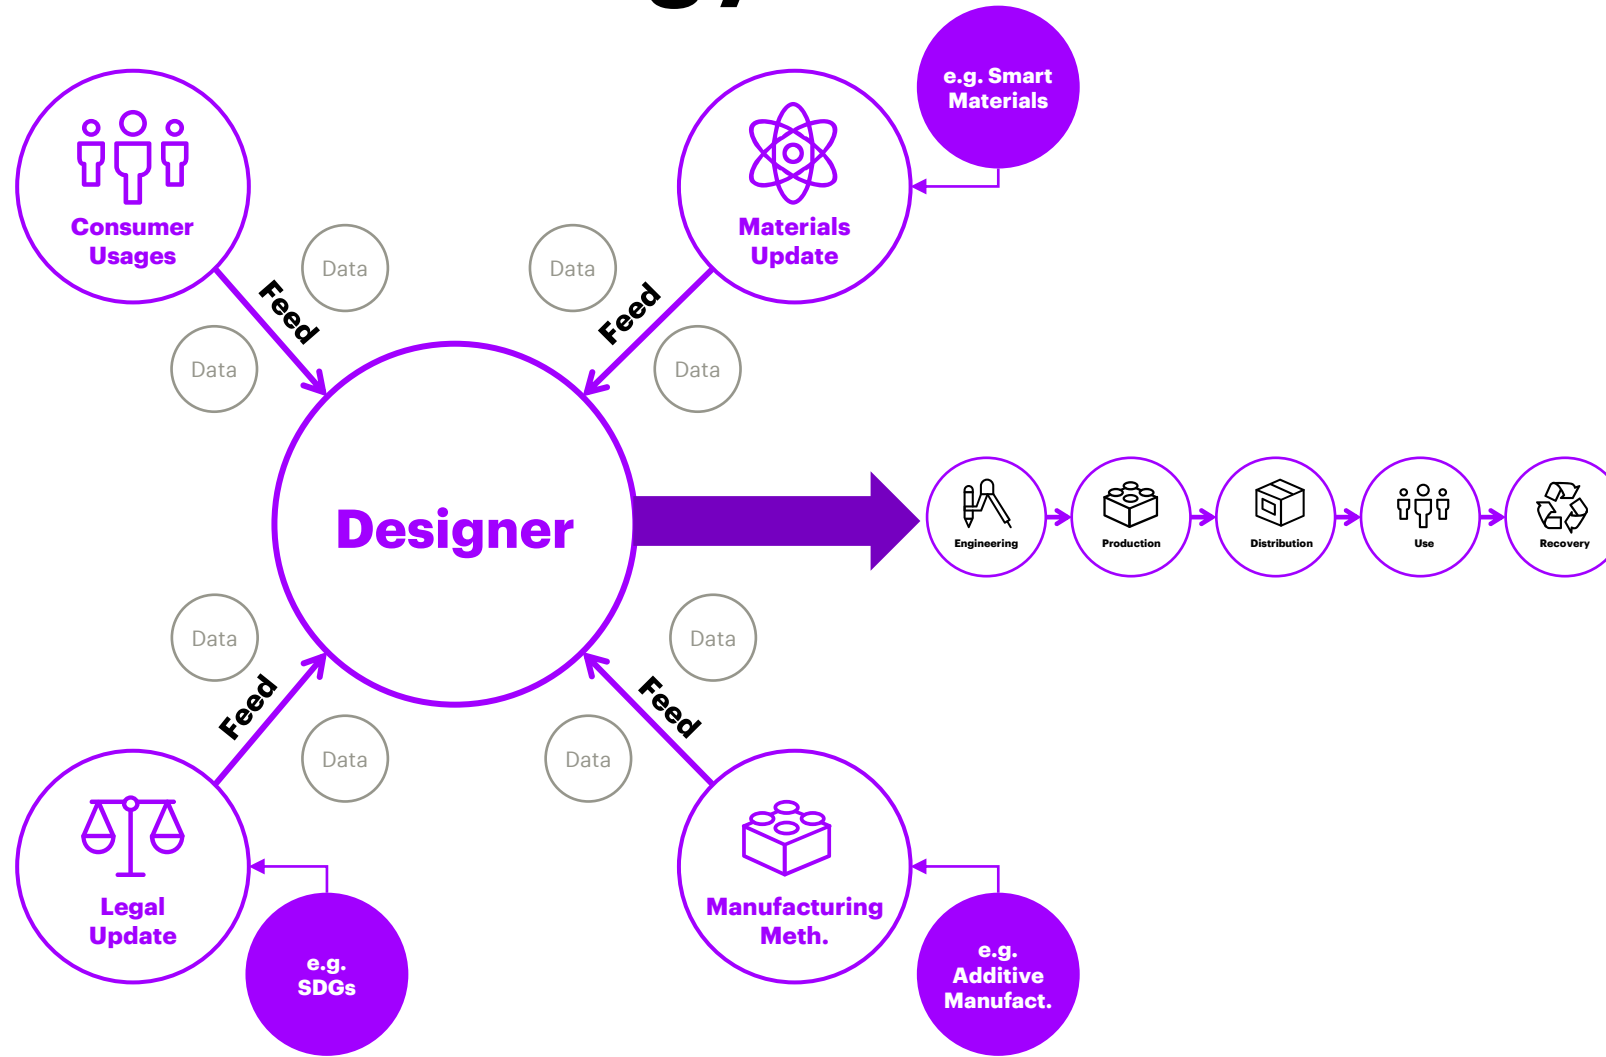 e.g. Smart
Materials
Consumer
Usages
Materials
Update
Data
Data
Feed
Feed
Data
Data
Designer
Engineering
Production
Distribution
Use
Recovery
Data
Data
Feed
Feed
Data
Data
Legal
Update
Manufacturing
Meth.
e.g.
SDGs
e.g.
Additive
Manufact.